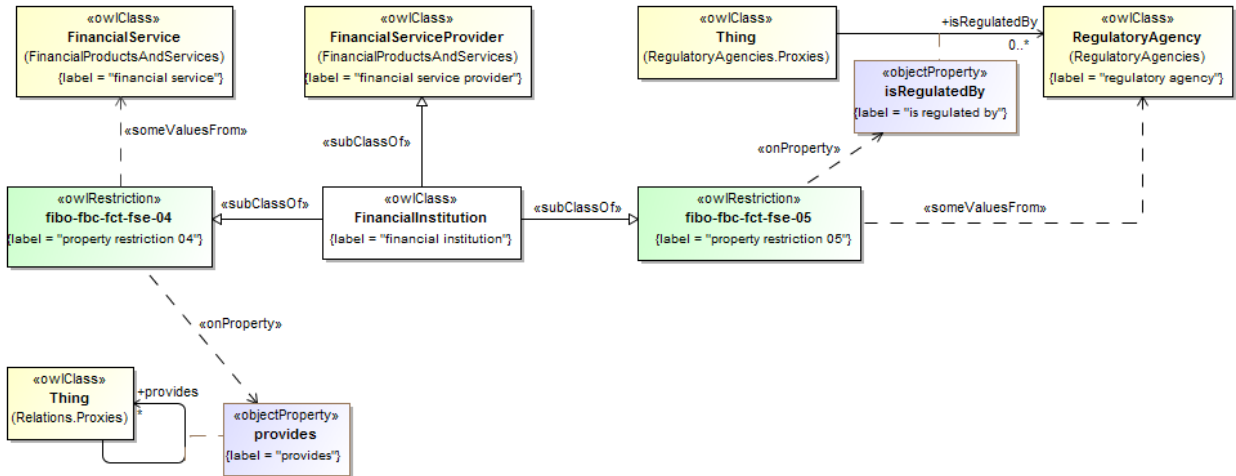 «owlClass»
FinancialService
(FinancialProductsAndServices)
{label = "financial service"}
«owlClass»
FinancialServiceProvider
(FinancialProductsAndServices)
{label = "financial service provider"}
«owlClass»
Thing
(RegulatoryAgencies.Proxies)
+isRegulatedBy
0..*
«owlClass»
RegulatoryAgency
(RegulatoryAgencies)
{label = "regulatory agency"}
«objectProperty»
isRegulatedBy
{label = "is regulated by"}
«someValuesFrom»
«subClassOf»
«onProperty»
«owlRestriction»
fibo-fbc-fct-fse-04
{label = "property restriction 04"}
«subClassOf»
«owlClass»
FinancialInstitution
{label = "financial institution"}
«subClassOf»
«owlRestriction»
fibo-fbc-fct-fse-05
{label = "property restriction 05"}
«someValuesFrom»
«onProperty»
«owlClass»
Thing
(Relations.Proxies)
+provides
*
«objectProperty»
provides
{label = "provides"}